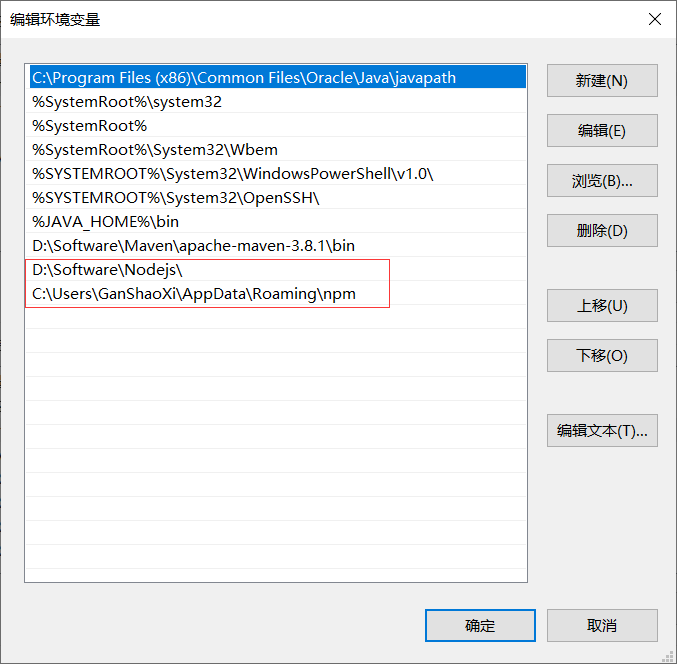 编辑环境变量
C:\Program Files (x86)\Common Files\Oracle\Java\javapath
%SystemRoot%\system32
%SystemRoot%
%SystemRoot%\System32\Wbem
%SYSTEMROOT%\System32\WindowsPowerShell\v1.0\
%SYSTEMROOT%\System32\OpenSSH\
%JAVA_HOME%\bin
D:\Software\Maven\apache-maven-3.8.1\bin
D:\Software\Nodejs\
C:\Users\GanShaoXi\AppData\Roaming\npm
新建(N)
编辑(E)
浏览(B)...
删除(D)
上移(U)
下移(O)
编辑文本(T)...
确定
取消